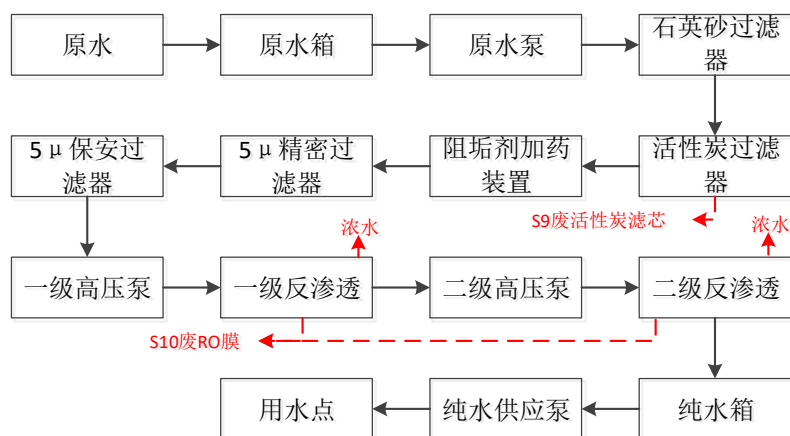 原水
原水箱
原水泵
石英砂过滤
器
5μ保安过
滤器
5μ精密过
滤器
阻垢剂加药
装置
活性炭过滤
器
S9废活性炭滤芯
浓水
浓水
一级高压泵
一级反渗透
二级高压泵
二级反渗透
S10废RO膜
用水点
纯水供应泵
纯水箱